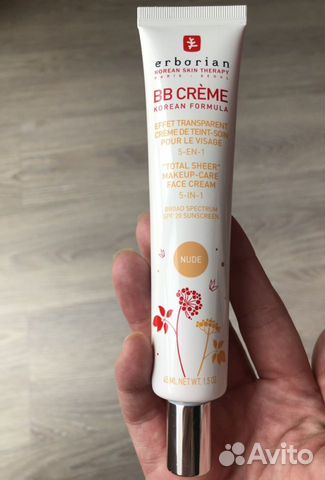 erborian
KOREAN SKIN THERAPY
PARIS - SEOUL
BB CRÈME
KOREAN FORMULA
EFFET TRANSPARENT
CRÈME DE TEINT-SOIN
POUR LE VISAGE
5-EN-1
"TOTAL SHEER"
MAKEUP-CARE
FACE CREAM
5-IN-1
BROAD SPECTRUM
SPF 20 SUNSCREEN
NUDE
45 ML NET WT. 1.5 OZ
Avito